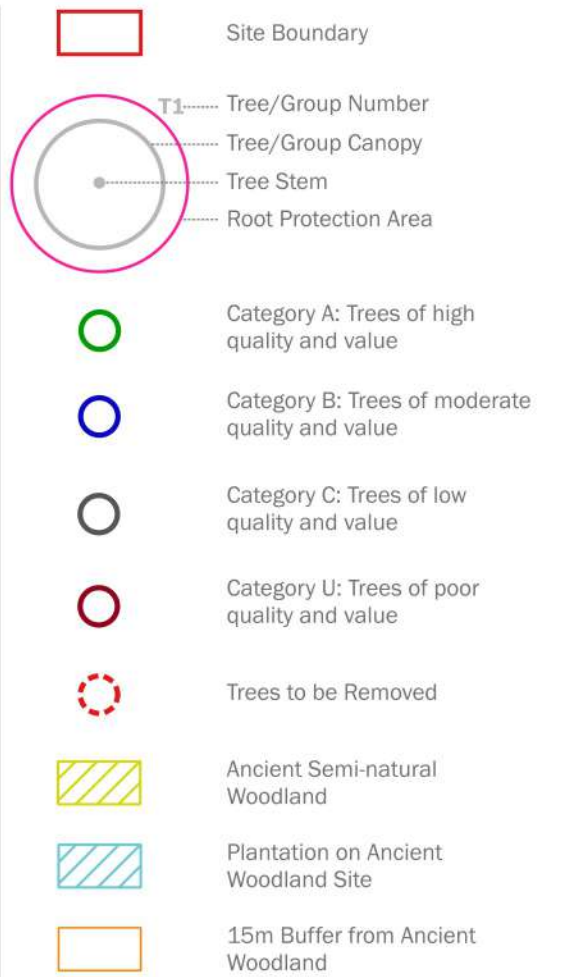 Site Boundary
T1
Tree/Group Number
Tree/Group Canopy
Tree Stem
Root Protection Area
Category A: Trees of high
quality and value
Category B: Trees of moderate
quality and value
Category C: Trees of low
quality and value
Category U: Trees of poor
quality and value
Trees to be Removed
Ancient Semi-natural
Woodland
Plantation on Ancient
Woodland Site
15m Buffer from Ancient
Woodland